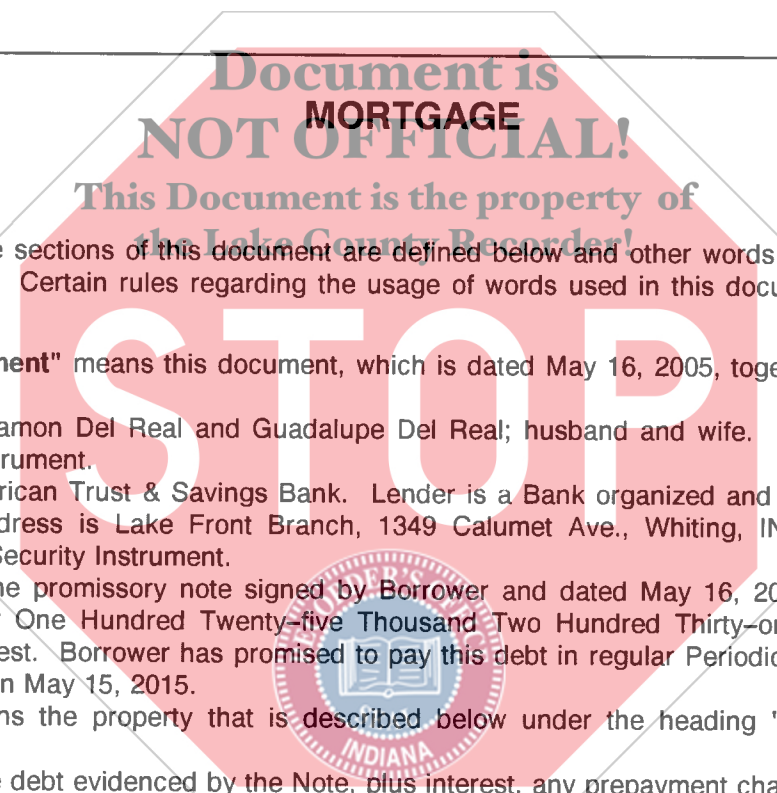 Document is
MORTGAGE
NOT OFFICIAL!
This Document is the property of
the Lake County Recorder!
sections of this document are defined below and other words
Certain rules regarding the usage of words used in this
ment" means this document, which is dated May 16, 2005,
amon Del Real and Guadalupe Del Real; husband and wife.
rument.
rican Trust & Savings Bank. Lender is a Bank organized and
dress is Lake Front Branch, 1349 Calumet Ave., Whiting, IN
Security Instrument.
promissory note signed by Borrower and dated May 16, 20
One Hundred Twenty-five Thousand Two Hundred Thirty-on
est. Borrower has promised to pay this debt in regular Periodic
n May 15, 2015.
ns the property that is described below under the heading "
debt evidenced by the Note, plus interest, any prepayment cha
STOP
RECORDER'S OFFICE
INDIANA